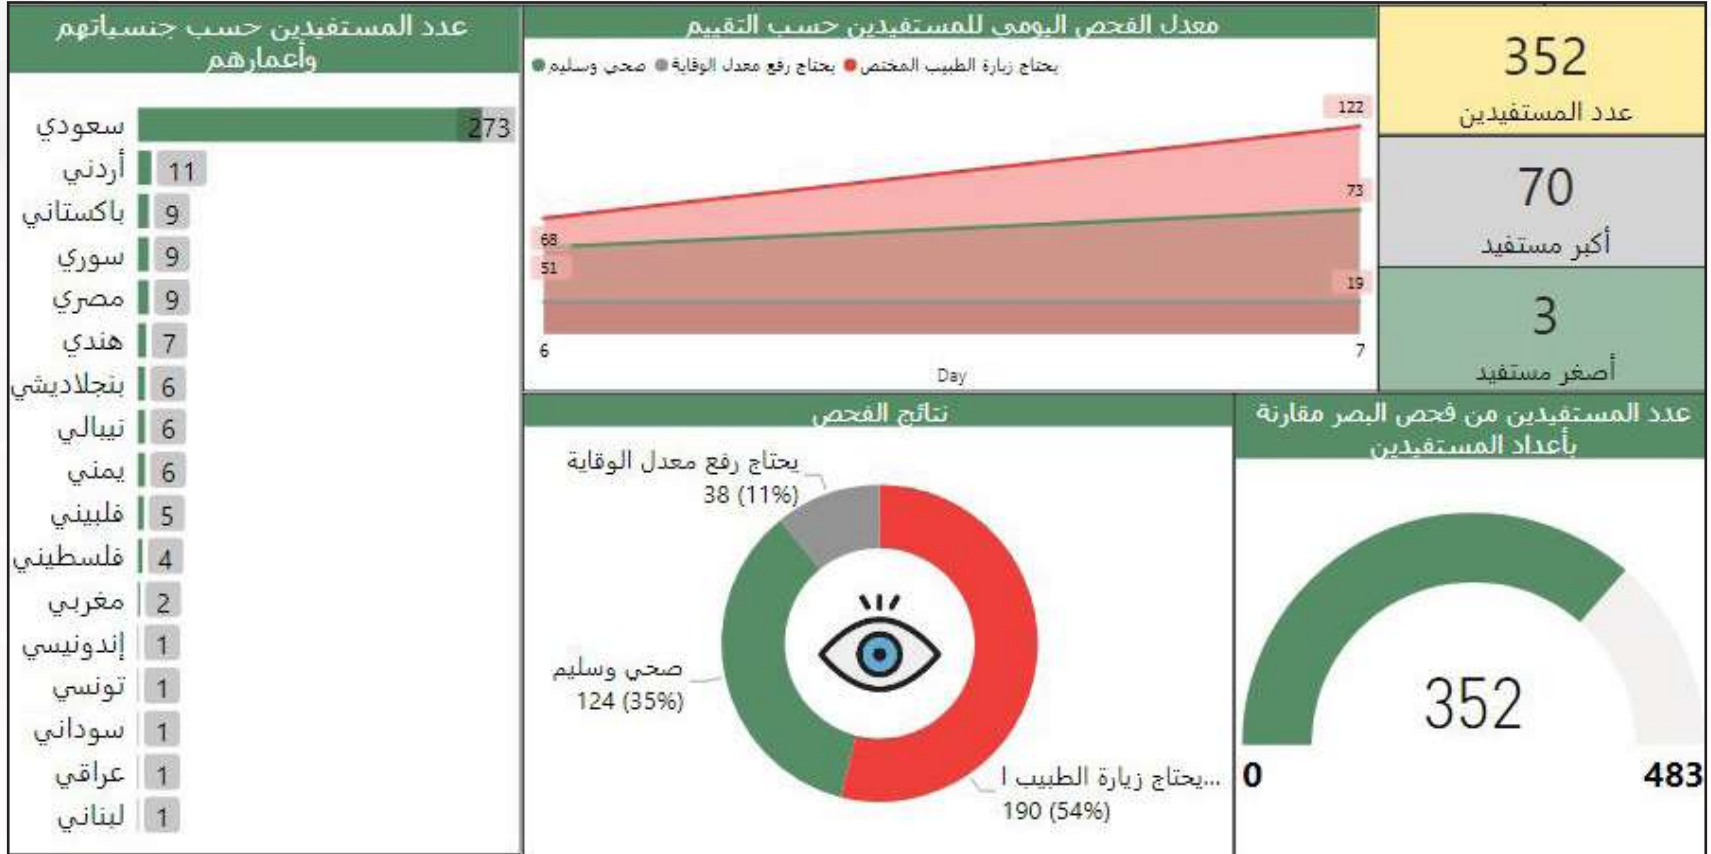 352
عدد المستفيدين
70
أكبر مستفيد
3
أصغر مستفيد
معدل الفحص اليومي للمستفيدين حسب التقييم
صحي وسليم يحتاج رفع معدل الوقاية يحتاج زيارة الطبيب المختص
122
73
68
51
19
6
7
Day
عدد المستفيدين حسب جنسياتهم
وأعمارهم
سعودي 273
أردني 11
باكستاني 9
سوري 9
مصري 9
هندي 7
بنجلاديشي 6
نيبالي 6
يمني 6
فلبيني 5
فلسطيني 4
مغربي 2
إندونيسي 1
تونسي 1
سوداني 1
عراقي 1
لبناني 1
عدد المستفيدين من فحص البصر مقارنة
بأعداد المستفيدين
352
0
483
نتائج الفحص
يحتاج رفع معدل الوقاية
38 (11%)
صحي وسليم
124 (35%)
يحتاج زيارة الطبيب ا...
190 (54%)